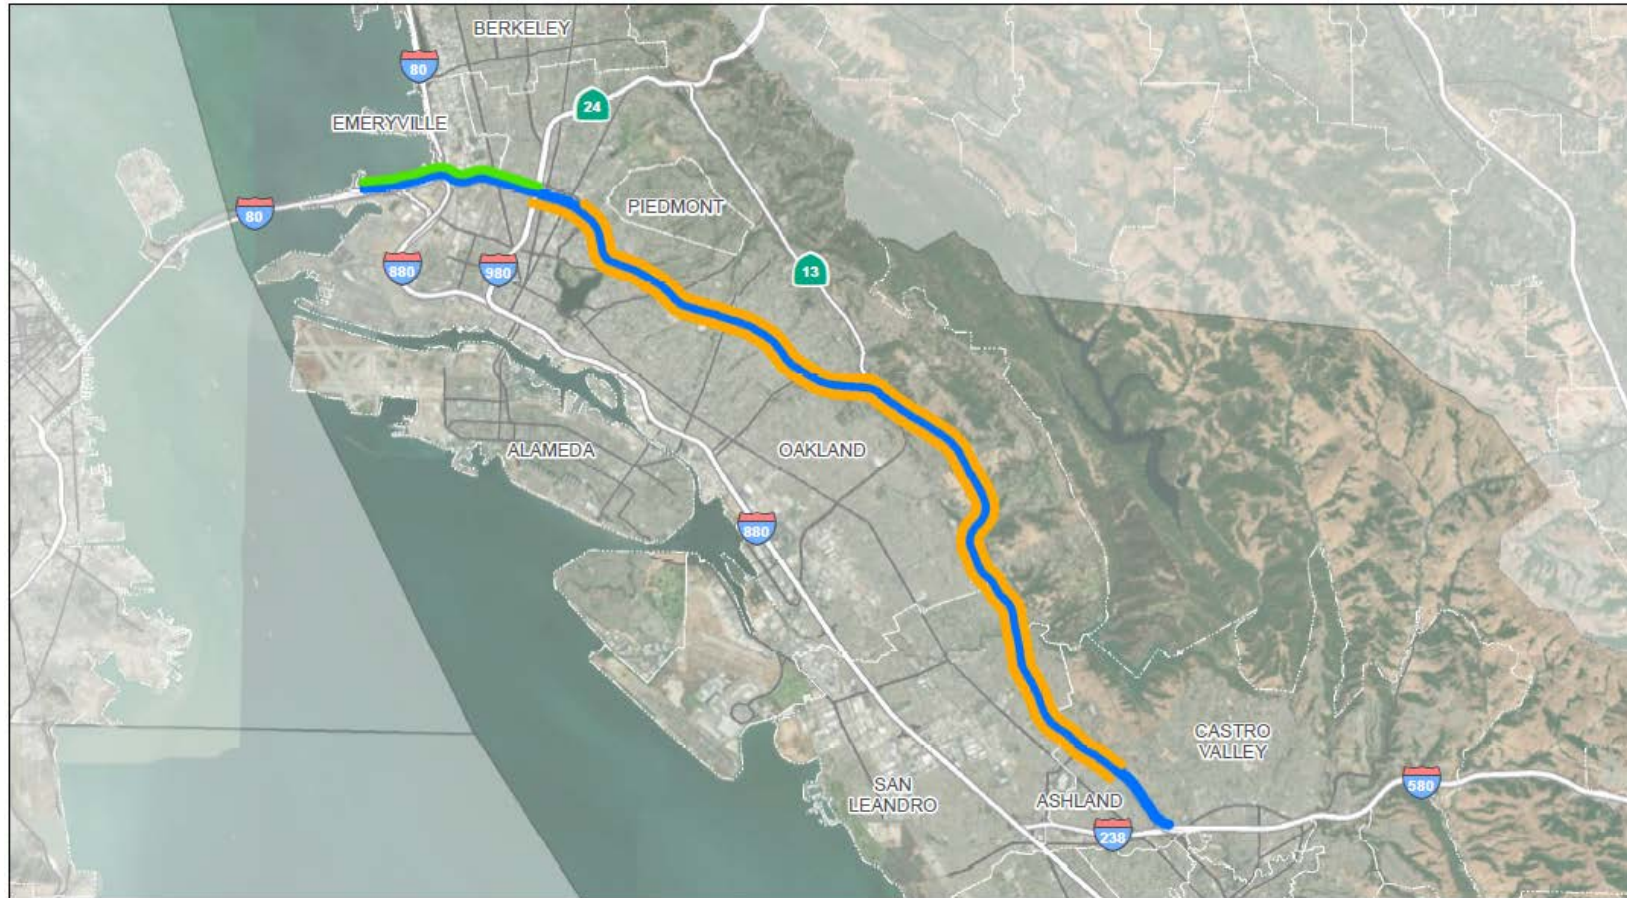 BERKELEY
80
24
EMERYVILLE
PIEDMONT
80
880
980
13
ALAMEDA
OAKLAND
880
CASTRO
VALLEY
SAN
LEANDRO
ASHLAND
580
238